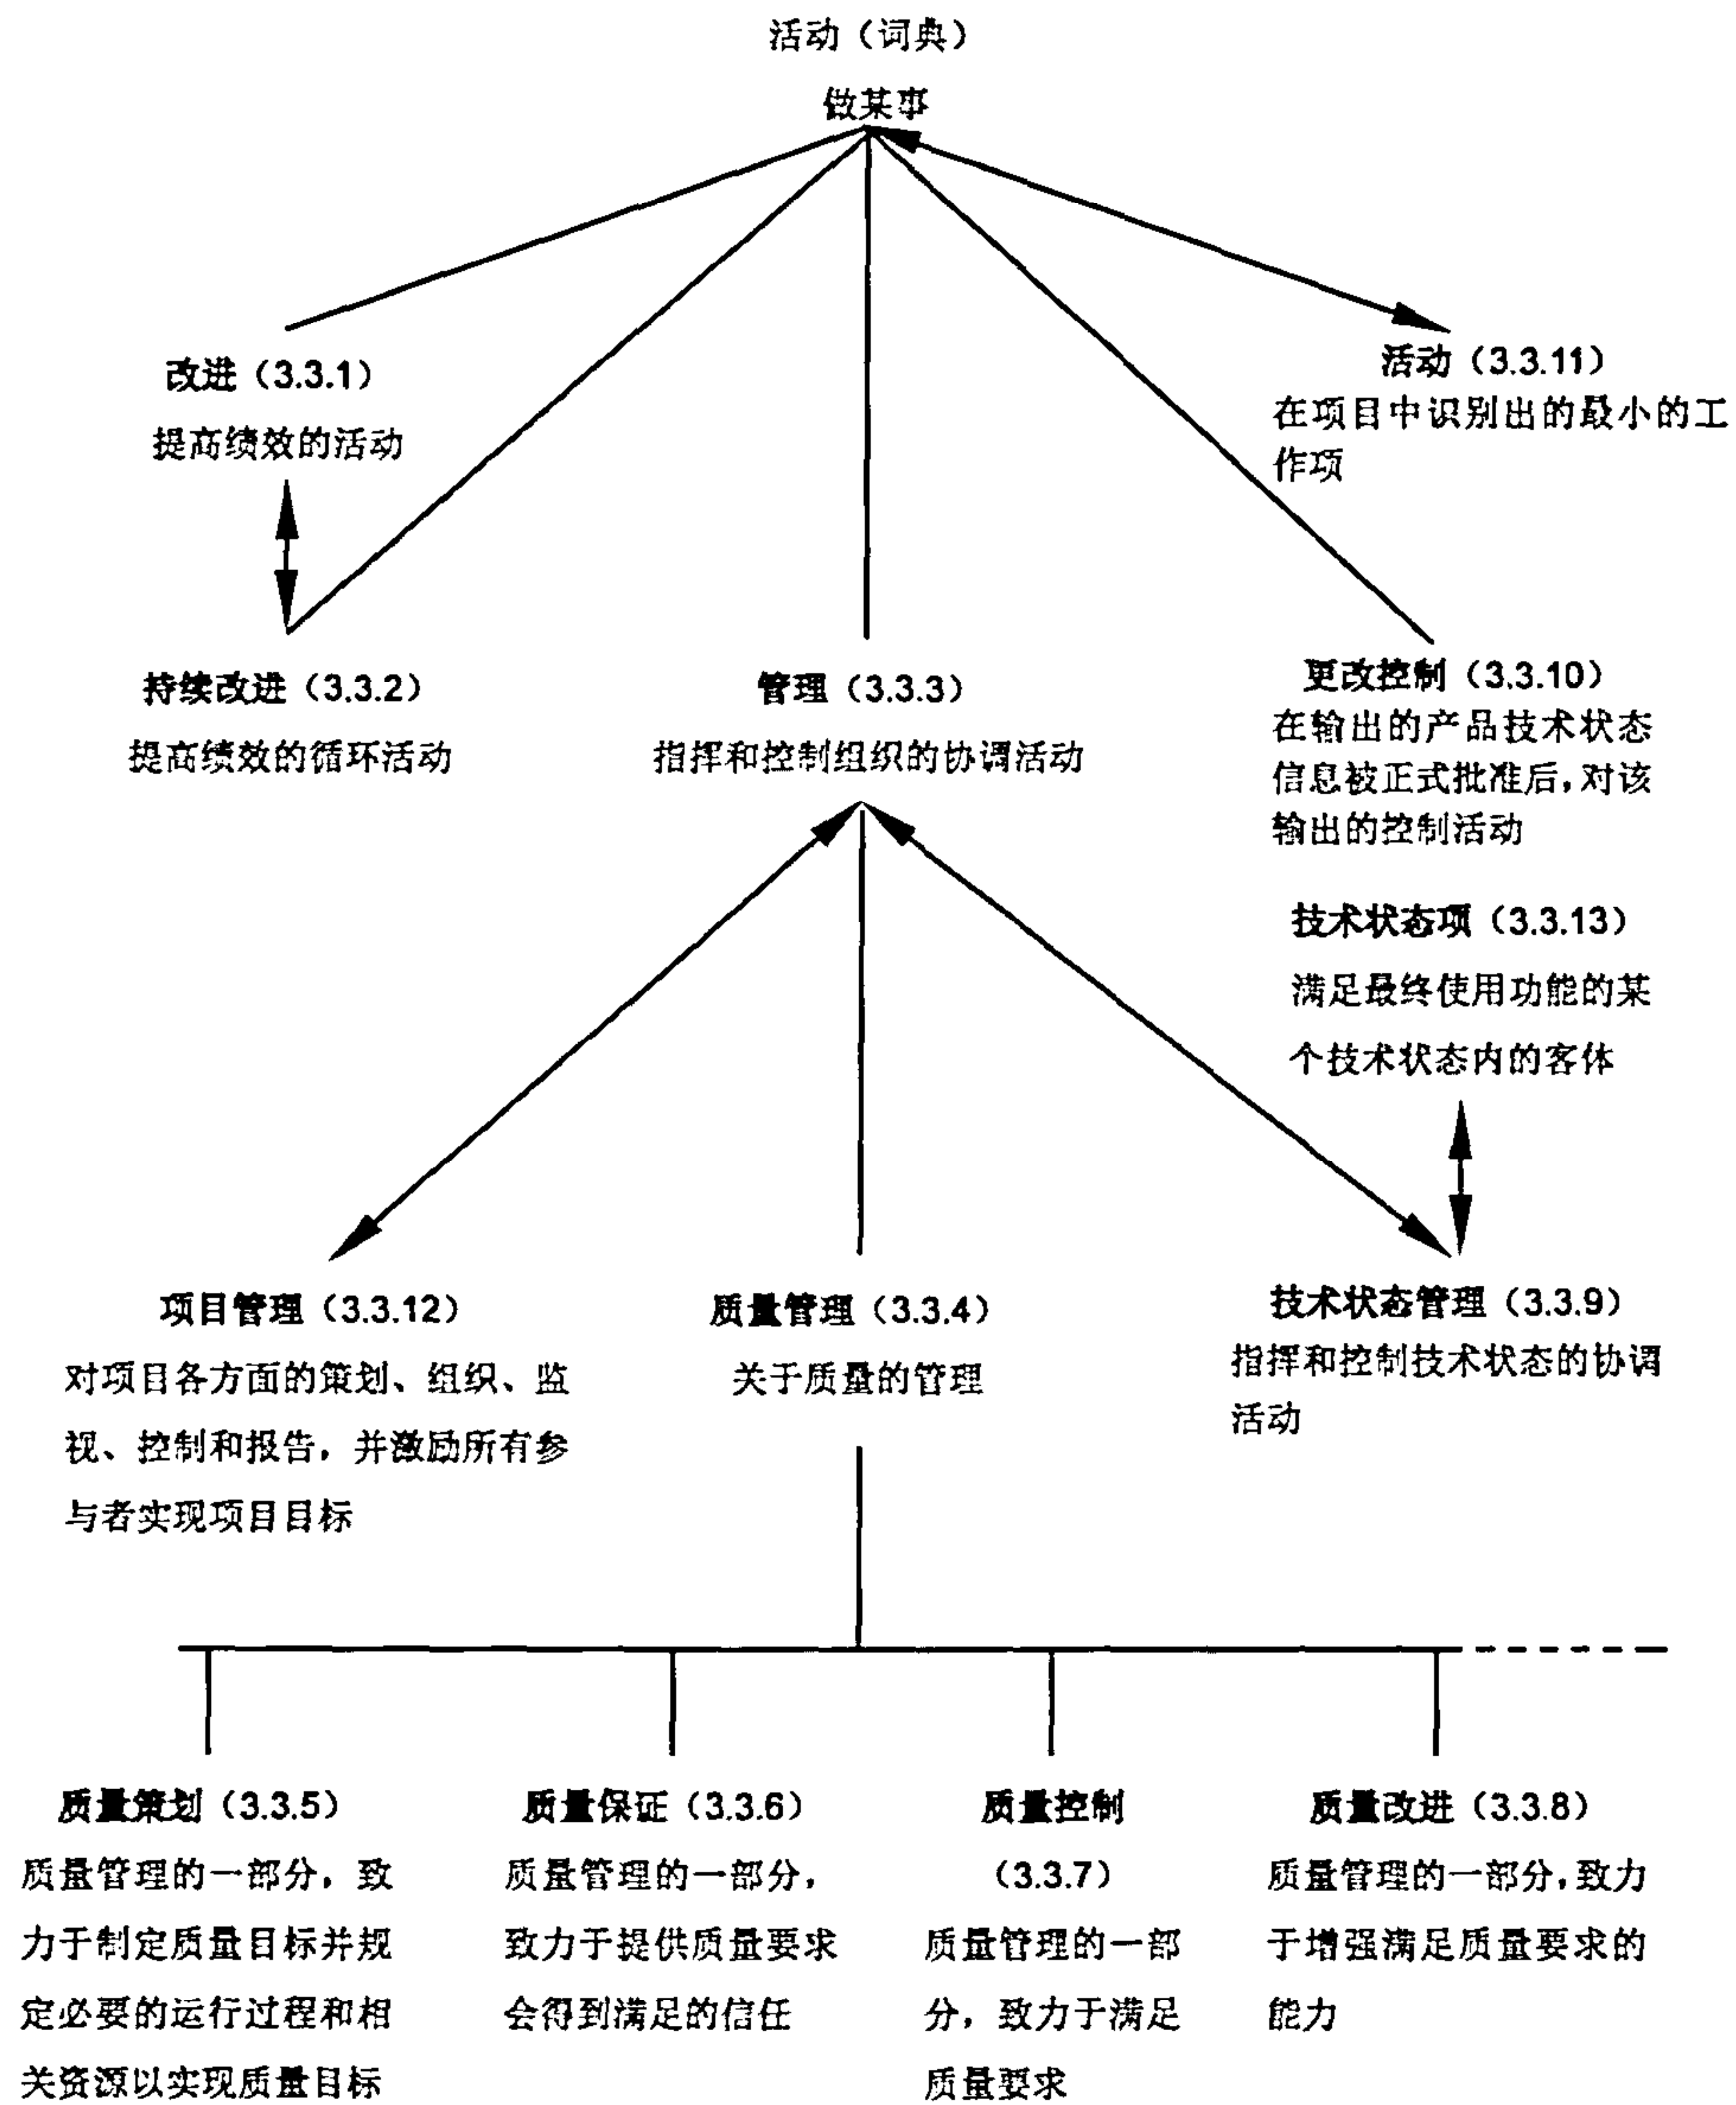 活动（词典）
做某事
改进（3.3.1）
提高绩效的活动
活动（3.3.11）
在项目中识别出的最小的工
作项
持续改进（3.3.2）
提高绩效的循环活动
管理（3.3.3）
指挥和控制组织的协调活动
更改控制（3.3.10）
在输出的产品技术状态
信息被正式批准后，对该
输出的控制活动
技术状态项（3.3.13）
满足最终使用功能的某
个技术状态内的客体
项目管理（3.3.12）
对项目各方面的策划、组织、监
视、控制和报告，并激励所有参
与者实现项目目标
质量管理（3.3.4）
关于质量的管理
技术状态管理（3.3.9）
指挥和控制技术状态的协调
活动
质量策划（3.3.5）
质量管理的一部分，致
力于制定质量目标并规
定必要的运行过程和相
关资源以实现质量目标
质量保证（3.3.6）
质量管理的一部分，
致力于提供质量要求
会得到满足的信任
质量控制
（3.3.7）
质量管理的一部
分，致力于满足
质量要求
质量改进（3.3.8）
质量管理的一部分，致力
于增强满足质量要求的
能力